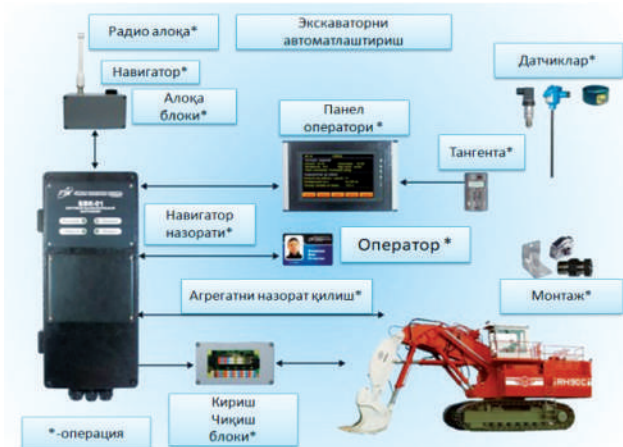 Радио алоқа*
Экскаваторни
автоматлаштириш
Датчиклар*
Навигатор*
Алоқа
блоки*
Панел
оператори *
Тангента*
Навигатор
назорати*
Оператор *
Агрегатни назорат қилиш*
Монтаж*
Кириш
Чиқиш
блоки*
*-операция
RH90C